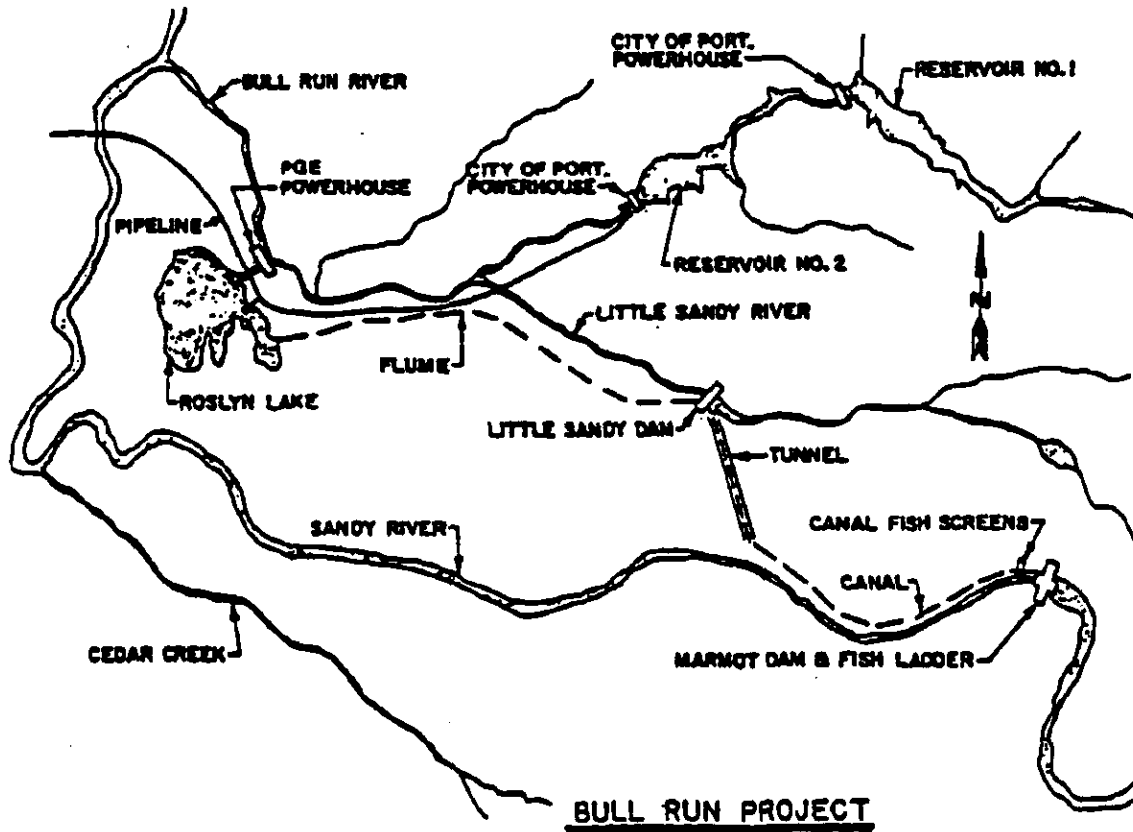 CITY OF PORT.
POWERHOUSE
RESERVOIR NO. 1
BULL RUN RIVER
PGE
POWERHOUSE
CITY OF PORT.
POWERHOUSE
PIPELINE
RESERVOIR NO. 2
N
LITTLE SANDY RIVER
FLUME
ROSLYN LAKE
LITTLE SANDY DAM
TUNNEL
CANAL FISH SCREENS
SANDY RIVER
CANAL
CEDAR CREEK
MARMOT DAM & FISH LADDER
BULL RUN PROJECT